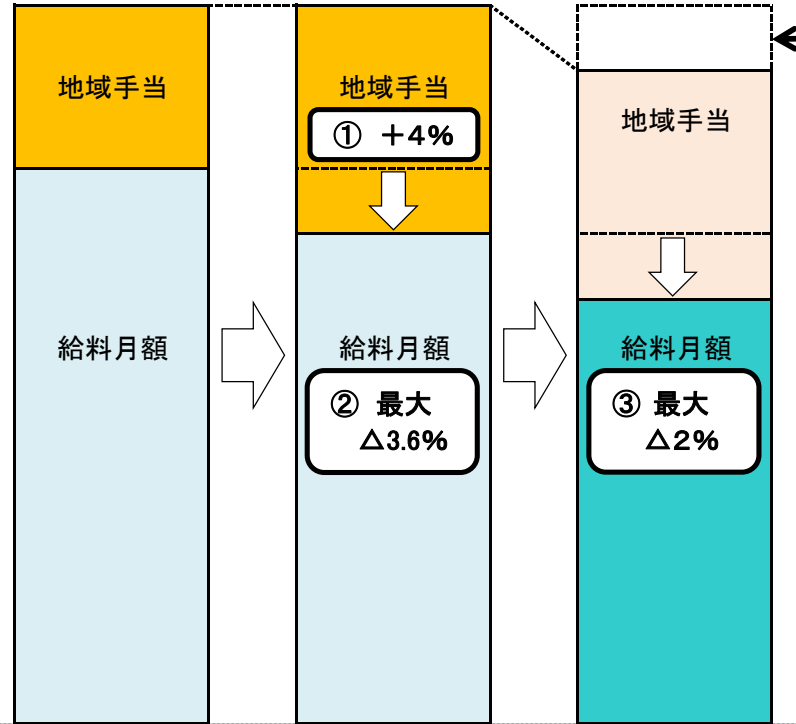 地域手当
給料月額
地域手当
① +4%
給料月額
② 最大
△3.6%
地域手当
給料月額
③ 最大
△2%